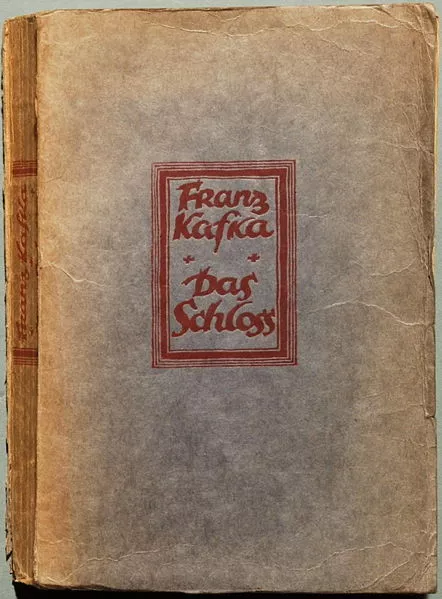 Franz
Kafka
+ +
Das
Schloss
Franz Kafka